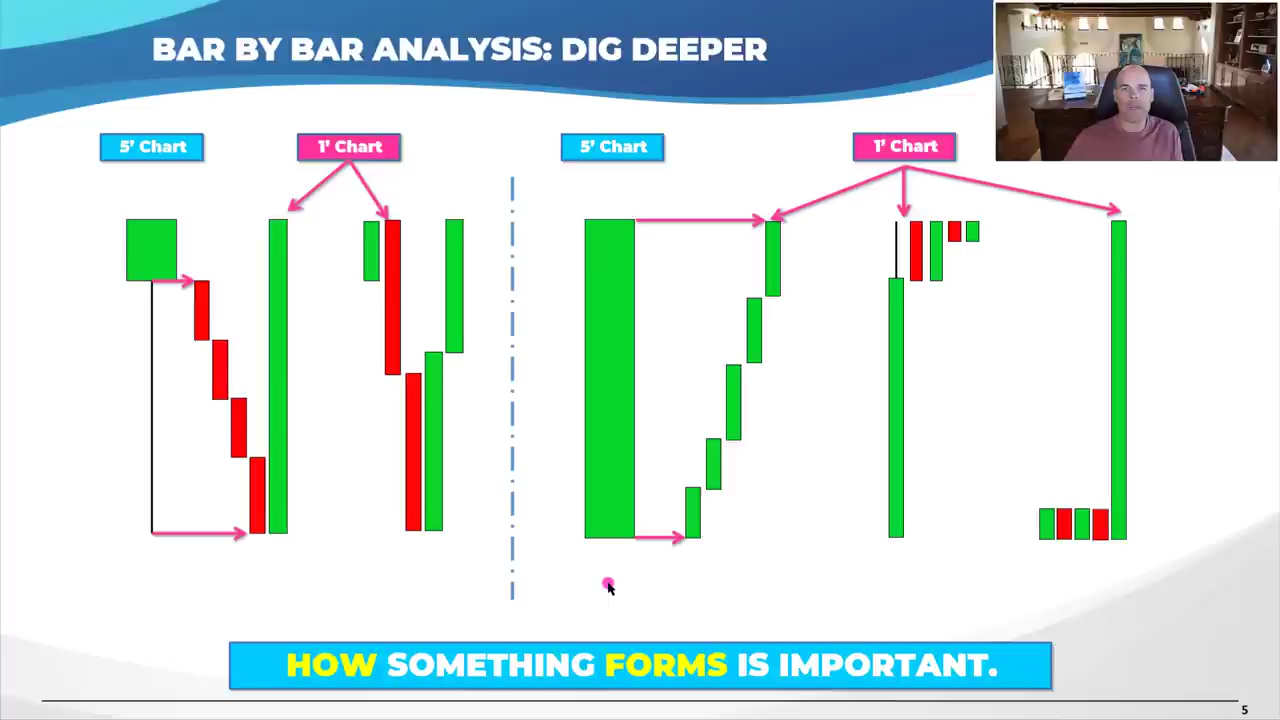 BAR BY BAR ANALYSIS: DIG DEEPER
5' Chart
1' Chart
5' Chart
1' Chart
HOW SOMETHING FORMS IS IMPORTANT.
5